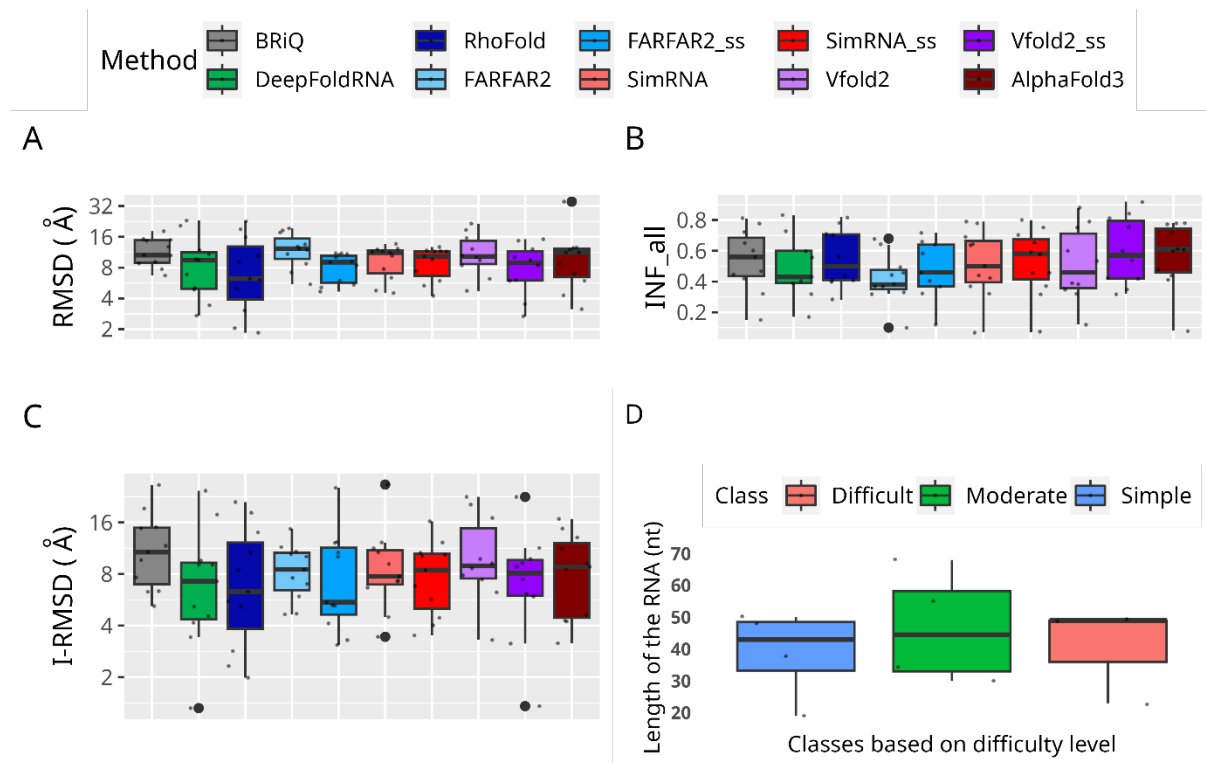 Method BRiQ RhoFold FARFAR2_ss SimRNA_ss Vfold2_ss
DeepFoldRNA FARFAR2 SimRNA Vfold2 AlphaFold3
A
RMSD ( Å)
32
16
8
4
2
B
INF_all
0.8
0.6
0.4
0.2
C
I-RMSD ( Å)
16
8
4
2
D
Class Difficult Moderate Simple
Length of the RNA (nt)
70
60
50
40
30
20
Classes based on difficulty level